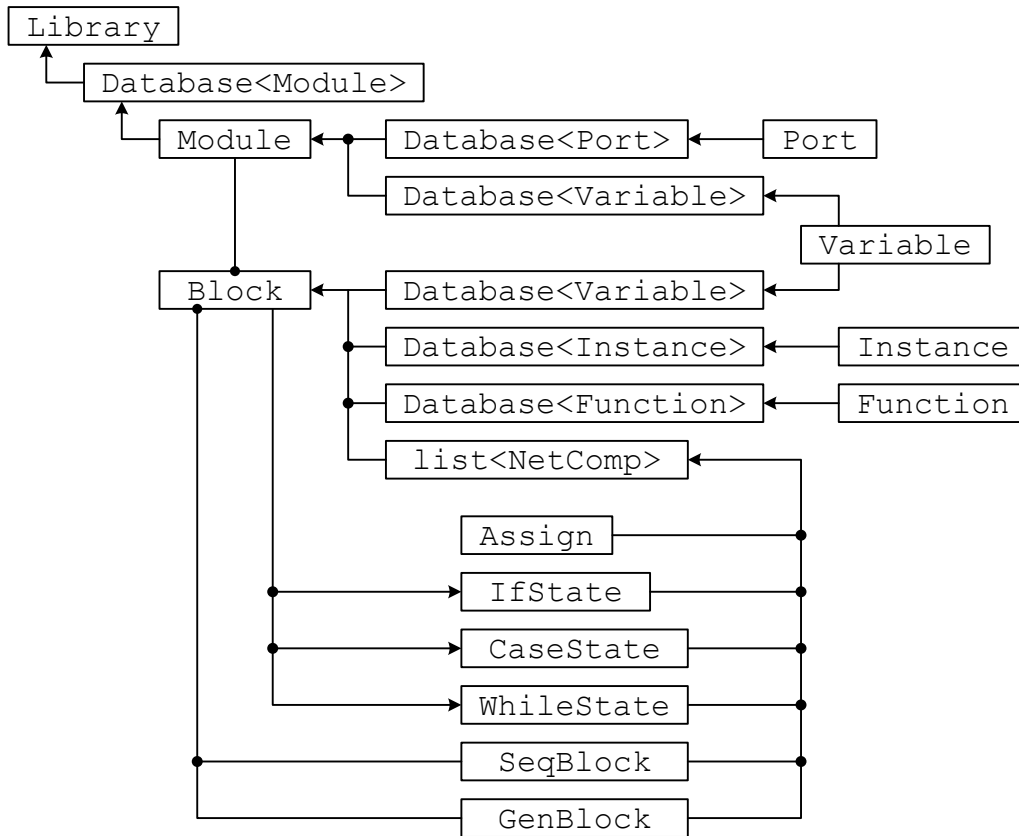 Library
Database<Module>
Module
Database<Port>
Port
Database<Variable>
Variable
Block
Database<Variable>
Database<Instance>
Instance
Database<Function>
Function
list<NetComp>
Assign
IfState
CaseState
WhileState
SeqBlock
GenBlock